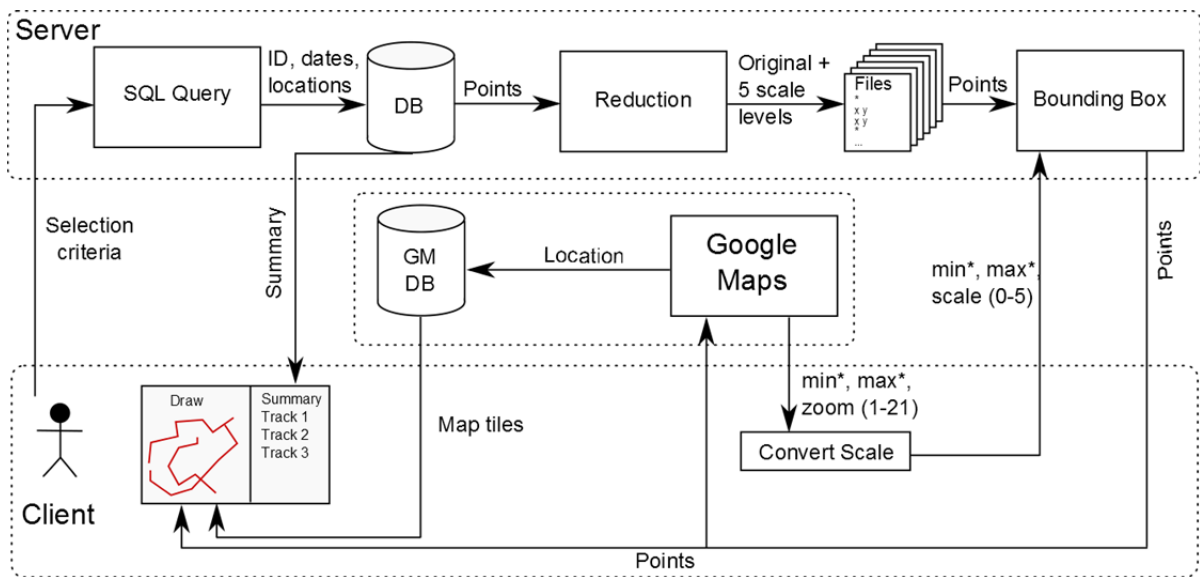 Server
SQL Query
ID, dates,
locations
DB
Points
Reduction
Original +
5 scale
levels
Files
*
x y
x y
*
...
Points
Bounding Box
Selection
criteria
Summary
GM
DB
Location
Google
Maps
min*, max*,
scale (0-5)
Points
min*, max*,
zoom (1-21)
Convert Scale
Draw
Summary
Track 1
Track 2
Track 3
Map tiles
Client
Points